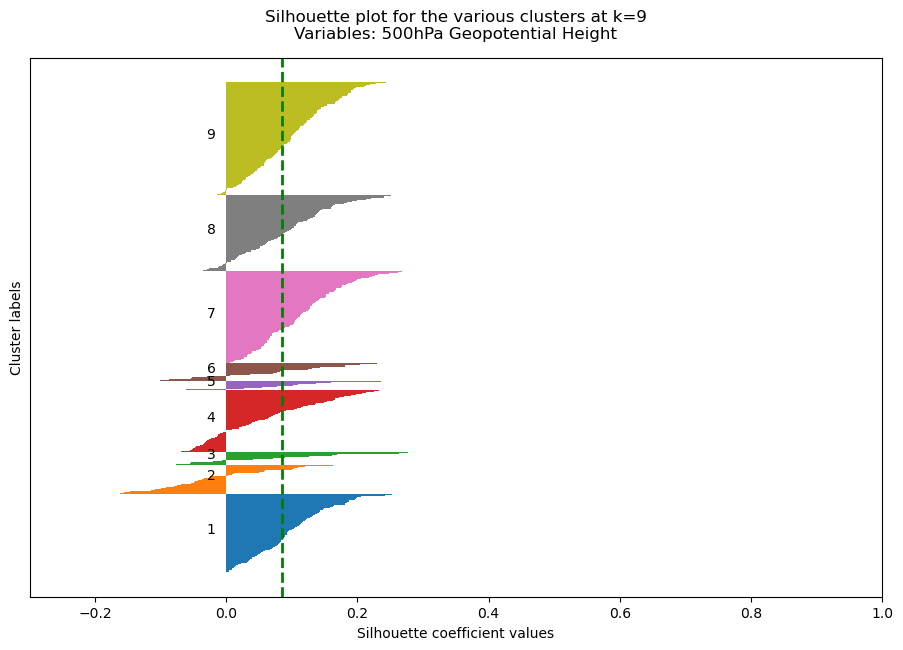 Silhouette plot for the various clusters at k=9
Variables: 500hPa Geopotential Height
9
8
7
6
5
4
3
2
1
Cluster labels
−0.2 0.0 0.2 0.4 0.6 0.8 1.0
Silhouette coefficient values